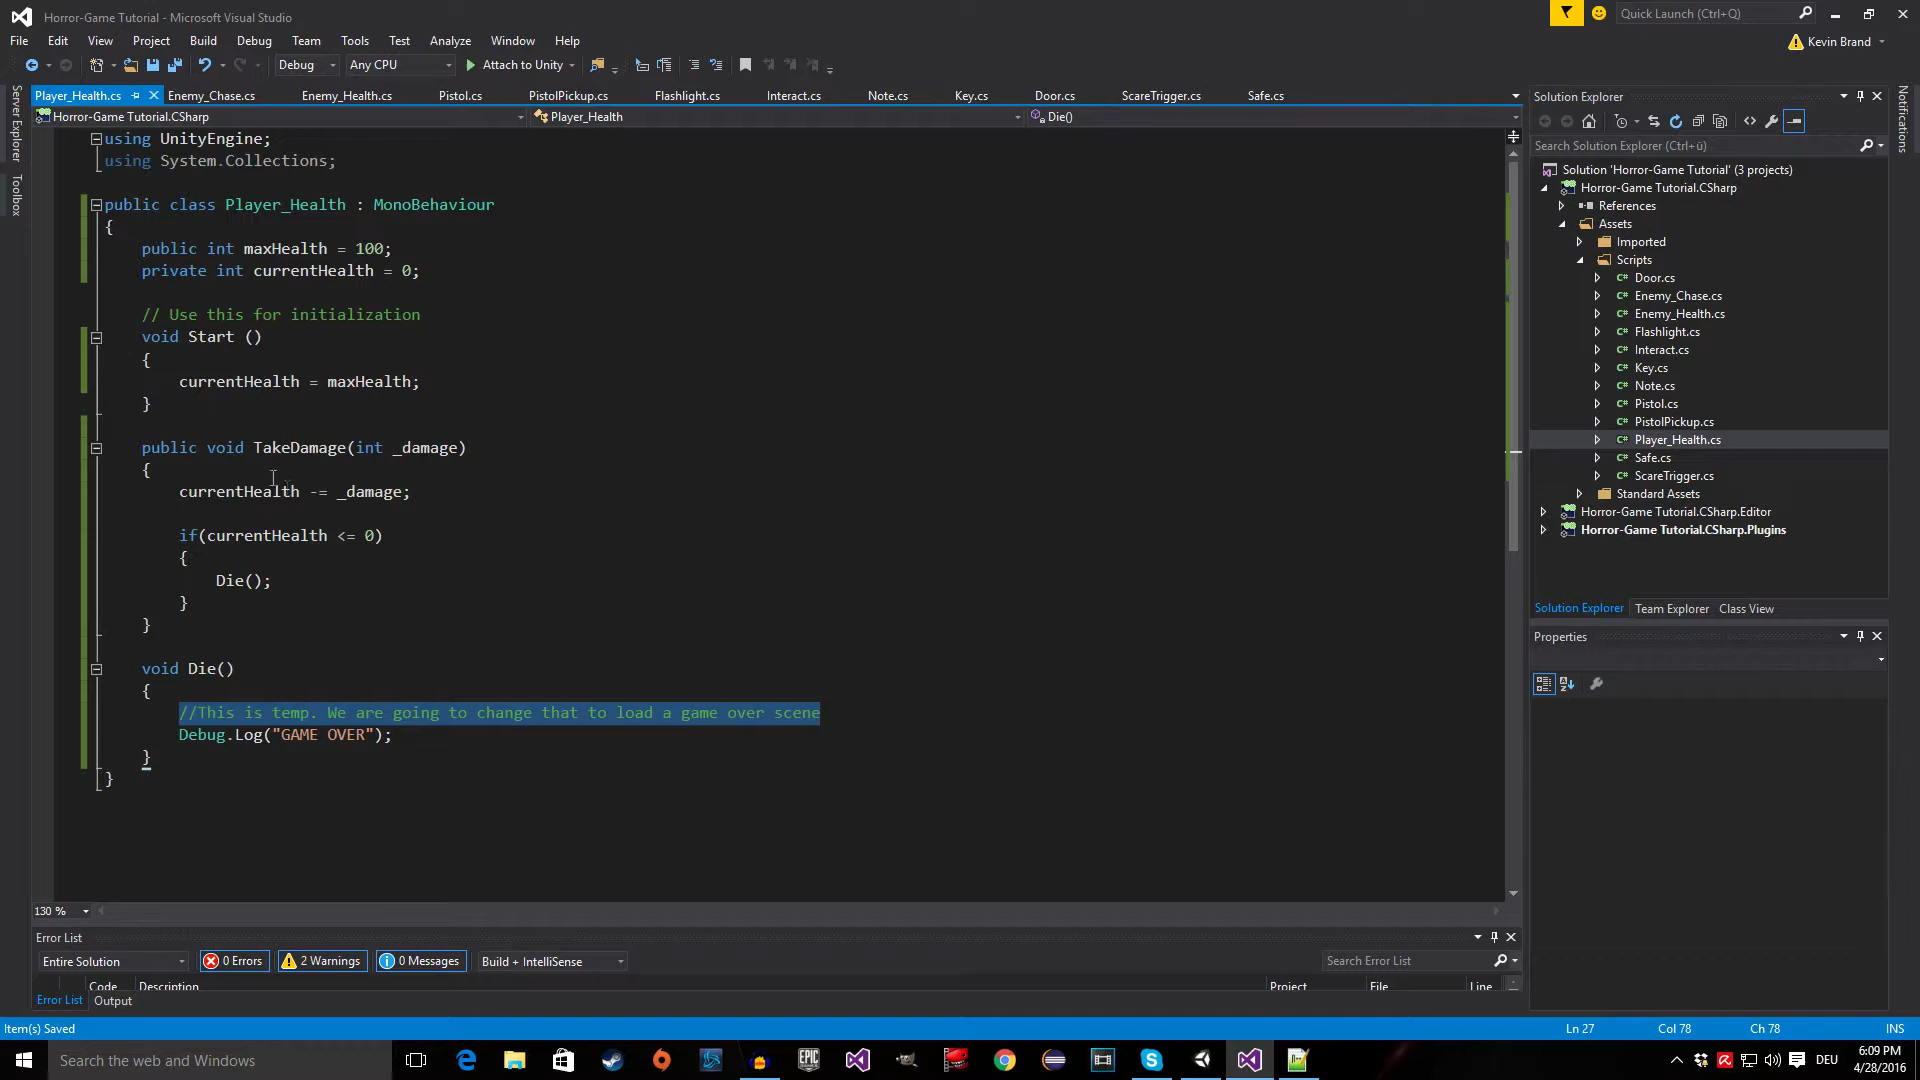 Horror-Game Tutorial - Microsoft Visual Studio
Quick Launch (Ctrl+Q)
File Edit View Project Build Debug Team Tools Test Analyze Window Help
Kevin Brand
Debug Any CPU Attach to Unity
Player_Health.cs Enemy_Chase.cs Enemy_Health.cs Pistol.cs PistolPickup.cs Flashlight.cs Interact.cs Note.cs Key.cs Door.cs ScareTrigger.cs Safe.cs
Horror-Game Tutorial.CSharp Player_Health Die()
Server Explorer
Toolbox
using UnityEngine;
using System.Collections;
public class Player_Health : MonoBehaviour
{
public int maxHealth = 100;
private int currentHealth = 0;
// Use this for initialization
void Start ()
{
currentHealth = maxHealth;
}
public void TakeDamage(int _damage)
{
currentHealth -= _damage;
if(currentHealth <= 0)
{
Die();
}
}
void Die()
{
//This is temp. We are going to change that to load a game over scene
Debug.Log("GAME OVER");
}
}
130 %
Solution Explorer
Search Solution Explorer (Ctrl+ü)
Solution 'Horror-Game Tutorial' (3 projects)
Horror-Game Tutorial.CSharp
References
Assets
Imported
Scripts
C# Door.cs
C# Enemy_Chase.cs
C# Enemy_Health.cs
C# Flashlight.cs
C# Interact.cs
C# Key.cs
C# Note.cs
C# Pistol.cs
C# PistolPickup.cs
C# Player_Health.cs
C# Safe.cs
C# ScareTrigger.cs
Standard Assets
Horror-Game Tutorial.CSharp.Editor
Horror-Game Tutorial.CSharp.Plugins
Solution Explorer Team Explorer Class View
Properties
Notifications
Error List
Entire Solution 0 Errors 2 Warnings 0 Messages Build + IntelliSense Search Error List
Code Description Project File Line
Error List Output
Item(s) Saved Ln 27 Col 78 Ch 78 INS
Search the web and Windows
EPIC
DEU
6:09 PM
4/28/2016